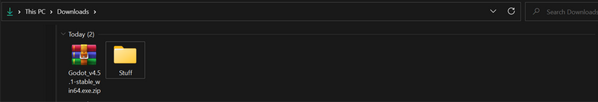 This PC > Downloads >
Search Downloads
Today (2)
Godot_v4.5
.1-stable_w
in64.exe.zip
Stuff